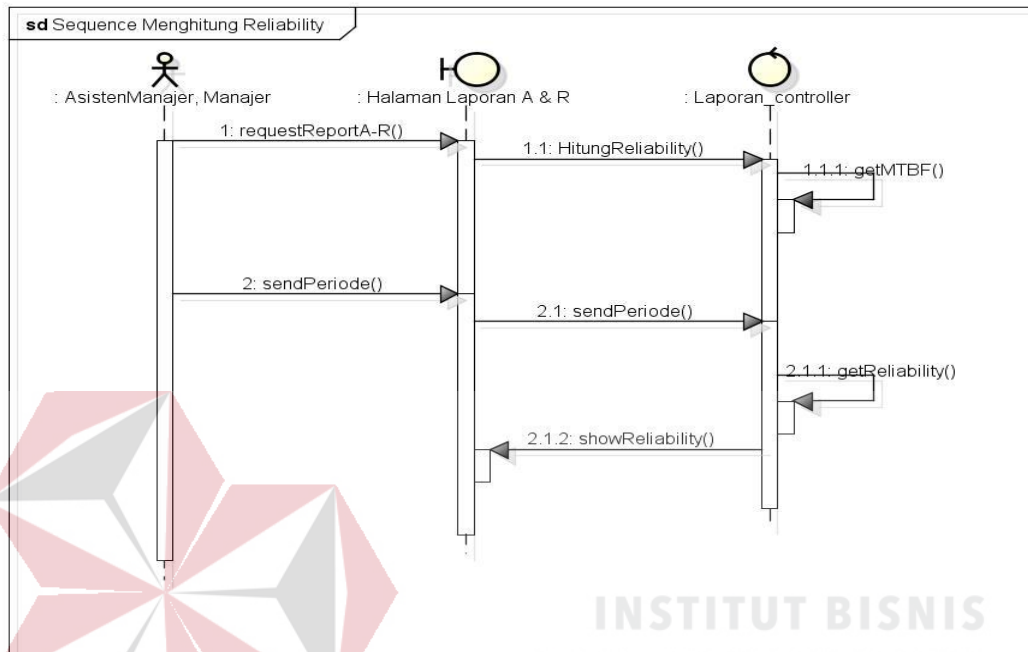 sd Sequence Menghitung Reliability
: AsistenManajer, Manajer
: Halaman Laporan A & R
: Laporan_controller
1: requestReportA-R()
1.1: HitungReliability()
1.1.1: getMTBF()
2: sendPeriode()
2.1: sendPeriode()
2.1.1: getReliability()
2.1.2: showReliability()
INSTITUT BISNIS